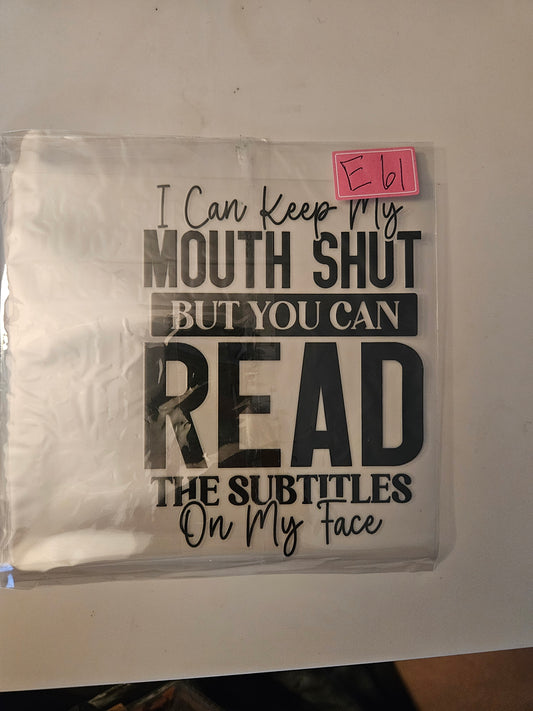 E61
I Can Keep My
MOUTH SHUT
BUT YOU CAN
READ
THE SUBTITLES
On My Face